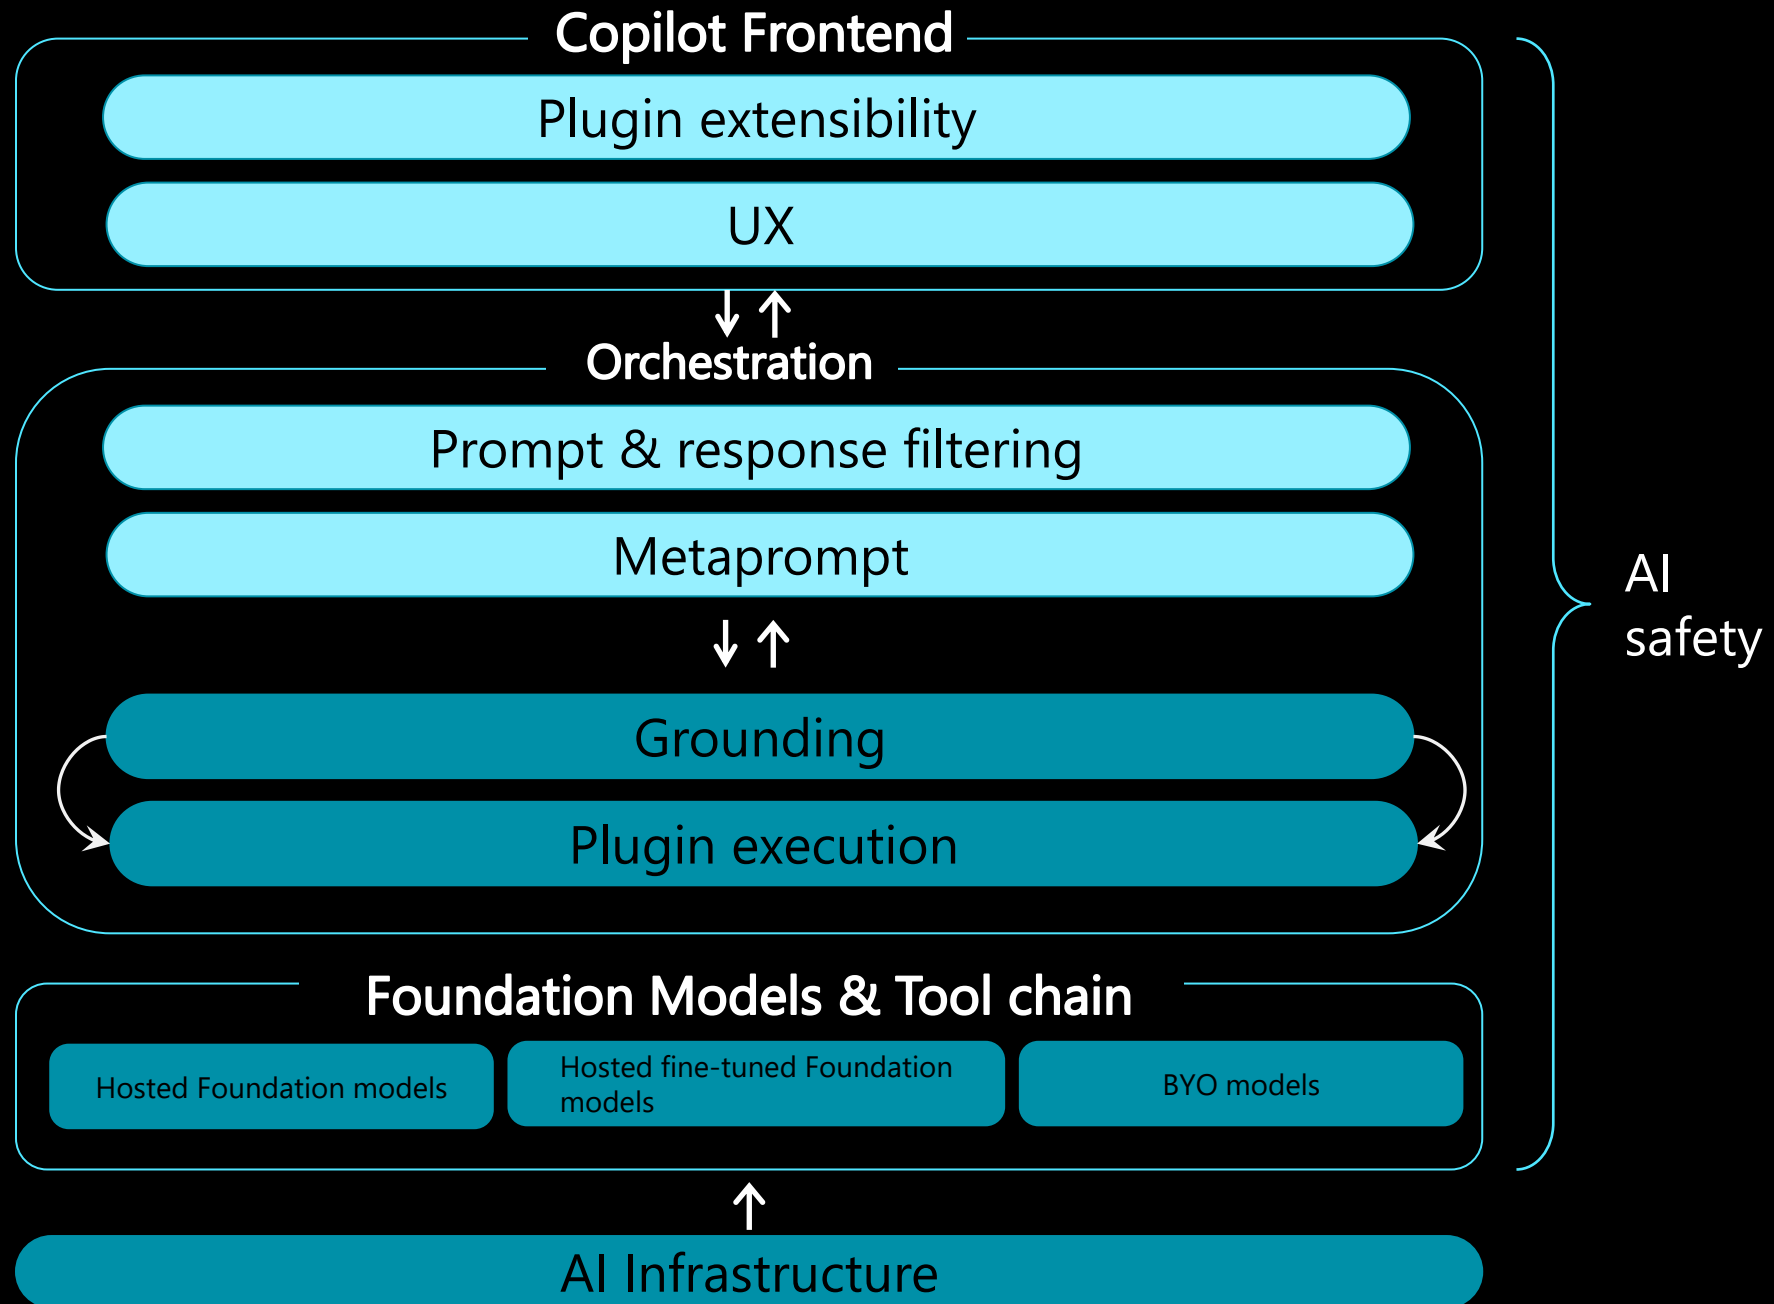 Copilot Frontend
Plugin extensibility
UX
Orchestration
Prompt & response filtering
Metaprompt
Grounding
Plugin execution
AI
safety
Foundation Models & Tool chain
Hosted Foundation models
Hosted fine-tuned Foundation
models
BYO models
AI Infrastructure